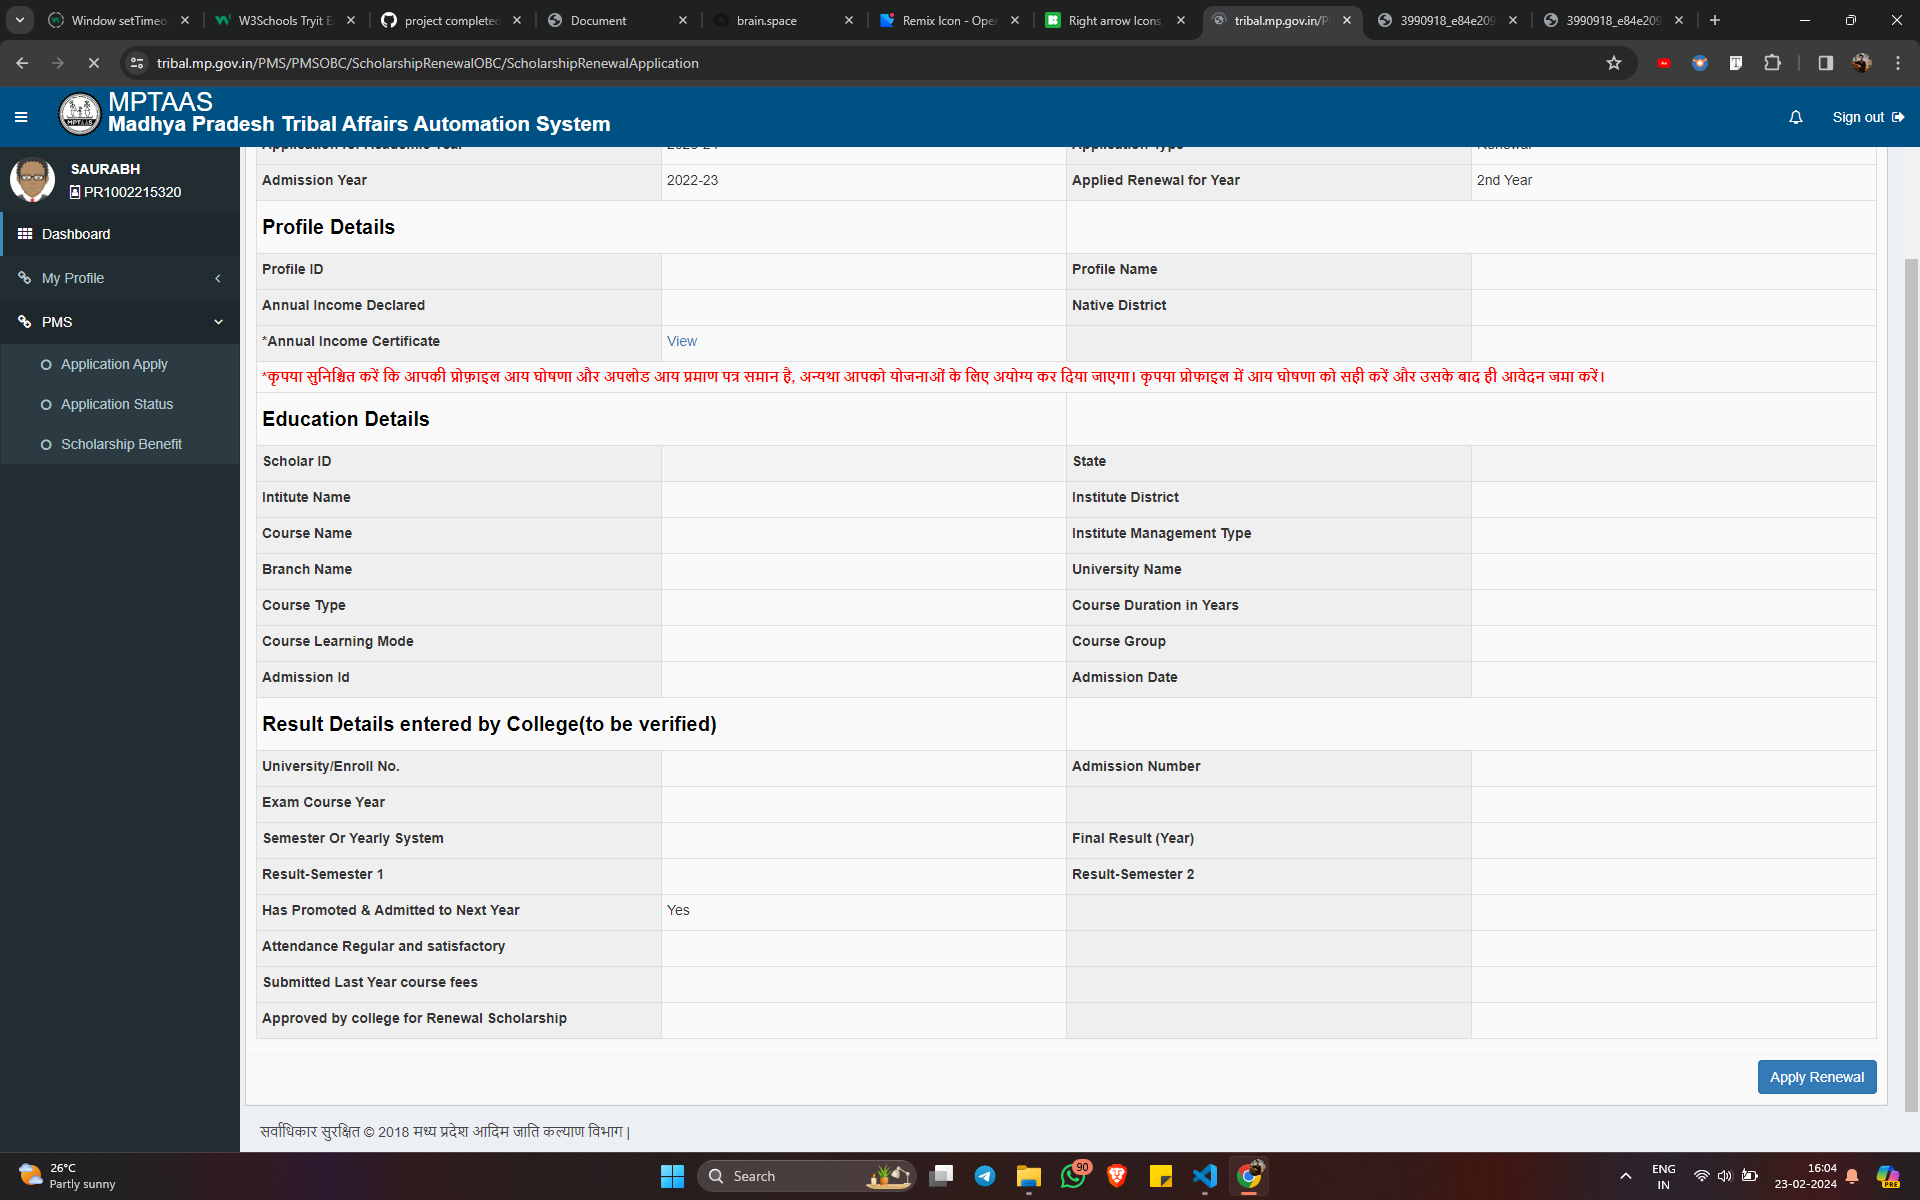 Window setTimeo
W3Schools Tryit E
project completed
Document
brain.space
Remix Icon - Oper
Right arrow Icons,
tribal.mp.gov.in/P
3990918_e84e209
3990918_e84e209
tribal.mp.gov.in/PMS/PMSOBC/ScholarshipRenewalOBC/ScholarshipRenewalApplication
MPTAAS
Madhya Pradesh Tribal Affairs Automation System
Sign out
SAURABH
PR1002215320
Dashboard
My Profile
PMS
Application Apply
Application Status
Scholarship Benefit
Admission Year 2022-23 Applied Renewal for Year 2nd Year
Profile Details
Profile ID Profile Name
Annual Income Declared Native District
*Annual Income Certificate View
*कृपया सुनिश्चित करें कि आपकी प्रोफ़ाइल आय घोषणा और अपलोड आय प्रमाण पत्र समान है, अन्यथा आपको योजनाओं के लिए अयोग्य कर दिया जाएगा। कृपया प्रोफाइल में आय घोषणा को सही करें और उसके बाद ही आवेदन जमा करें।
Education Details
Scholar ID State
Intitute Name Institute District
Course Name Institute Management Type
Branch Name University Name
Course Type Course Duration in Years
Course Learning Mode Course Group
Admission Id Admission Date
Result Details entered by College(to be verified)
University/Enroll No. Admission Number
Exam Course Year
Semester Or Yearly System Final Result (Year)
Result-Semester 1 Result-Semester 2
Has Promoted & Admitted to Next Year Yes
Attendance Regular and satisfactory
Submitted Last Year course fees
Approved by college for Renewal Scholarship
Apply Renewal
सर्वाधिकार सुरक्षित © 2018 मध्य प्रदेश आदिम जाति कल्याण विभाग |
26°C
Partly sunny
Search
90
ENG
IN
16:04
23-02-2024
PRE